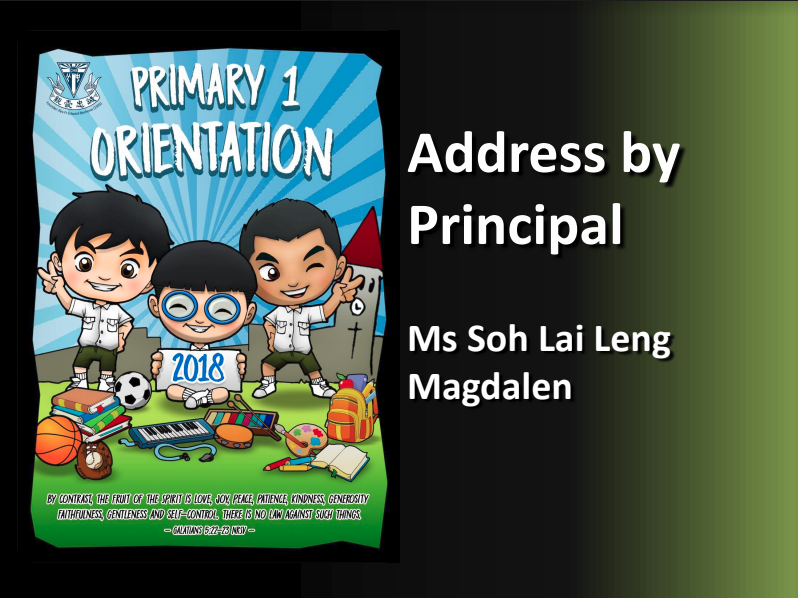 PRIMARY 1
ORIENTATION
2018
BY CONTRAST, THE FRUIT OF THE SPIRIT IS LOVE, JOY, PEACE, PATIENCE, KINDNESS, GENEROSITY
FAITHFULNESS, GENTLENESS AND SELF-CONTROL. THERE IS NO LAW AGAINST SUCH THINGS.
– GALATIANS 5:22-23 NRSV –
Address by
Principal
Ms Soh Lai Leng
Magdalen